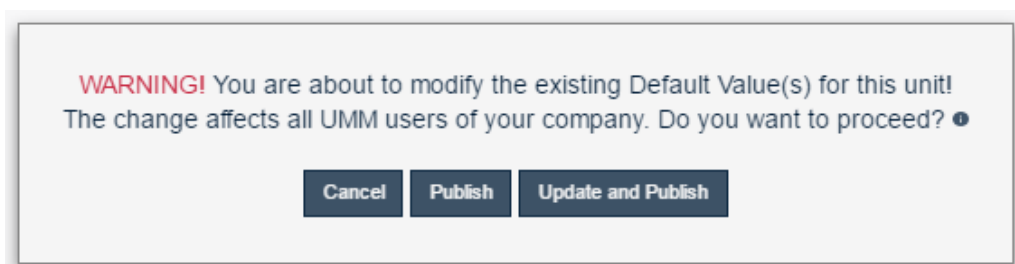 WARNING! You are about to modify the existing Default Value(s) for this unit!
The change affects all UMM users of your company. Do you want to proceed?
Cancel Publish Update and Publish